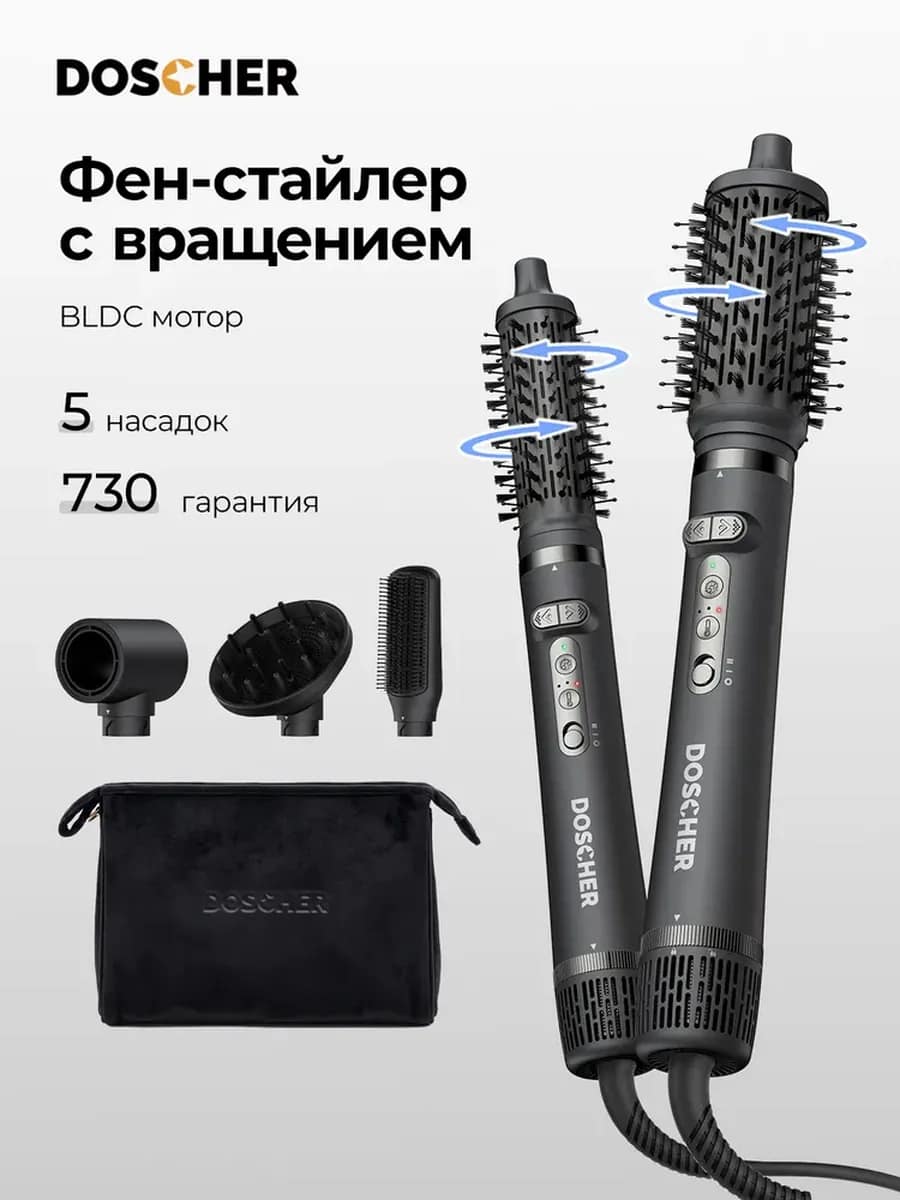 DOSCHER
Фен-стайлер
с вращением
BLDC мотор
5 насадок
730 гарантия
DOSCHER
DOSCHER
DOSCHER